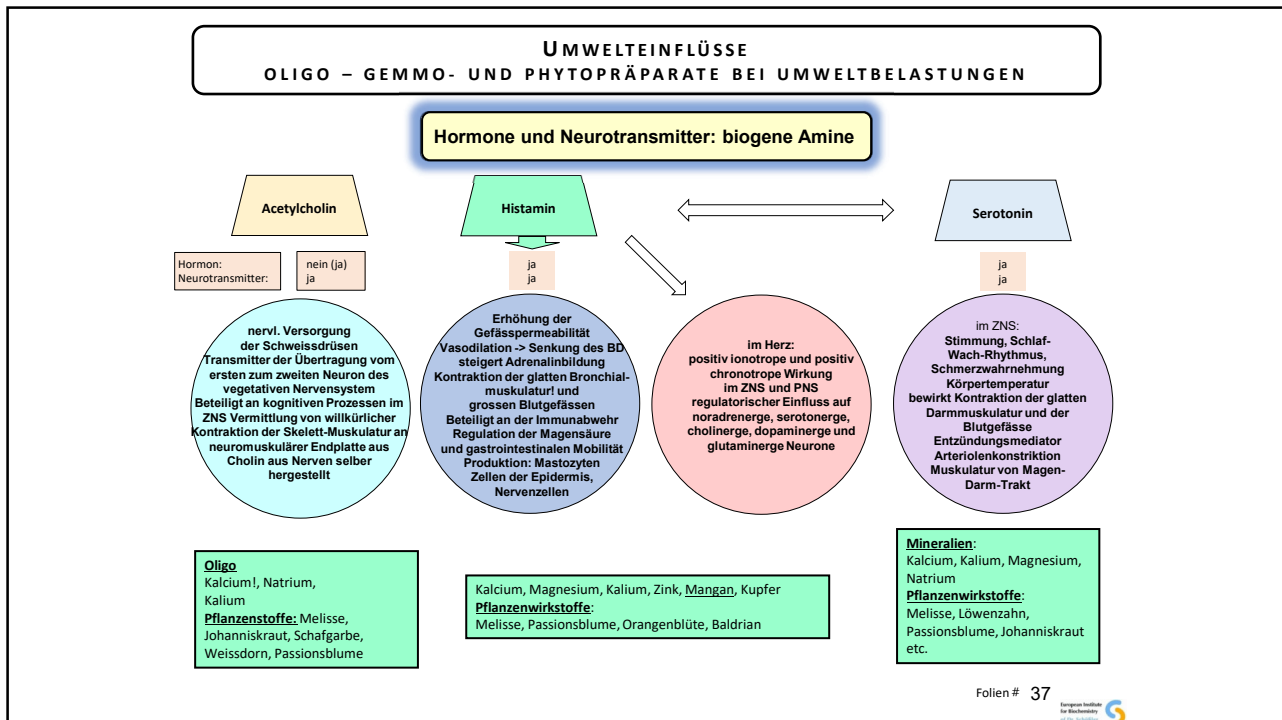 UMWELTEINFLÜSSE
OLIGO – GEMMO- UND PHYTOPRÄPARATE BEI UMWELTBELASTUNGEN
Hormone und Neurotransmitter: biogene Amine
Acetylcholin
Histamin
Serotonin
Hormon:
Neurotransmitter:
nein (ja)
ja
ja
ja
ja
ja
nervl. Versorgung
der Schweissdrüsen
Transmitter der Übertragung vom
ersten zum zweiten Neuron des
vegetativen Nervensystem
Beteiligt an kognitiven Prozessen im
ZNS Vermittlung von willkürlicher
Kontraktion der Skelett-Muskulatur an
neuromuskulärer Endplatte aus
Cholin aus Nerven selber
hergestellt
Erhöhung der
Gefässpermeabilität
Vasodilation -> Senkung des BD
steigert Adrenalinbildung
Kontraktion der glatten Bronchial-
muskulatur! und
grossen Blutgefässen
Beteiligt an der Immunabwehr
Regulation der Magensäure
und gastrointestinalen Mobilität
Produktion: Mastozyten
Zellen der Epidermis,
Nervenzellen
im Herz:
positiv ionotrope und positiv
chronotrope Wirkung
im ZNS und PNS
regulatorischer Einfluss auf
noradrenerge, serotonerge,
cholinerge, dopaminerge und
glutaminerge Neurone
im ZNS:
Stimmung, Schlaf-
Wach-Rhythmus,
Schmerzwahrnehmung
Körpertemperatur
bewirkt Kontraktion der glatten
Darmmuskulatur und der
Blutgefässe
Entzündungsmediator
Arteriolenkonstriktion
Muskulatur von Magen-
Darm-Trakt
Oligo
Kalcium!, Natrium,
Kalium
Pflanzenstoffe: Melisse,
Johanniskraut, Schafgarbe,
Weissdorn, Passionsblume
Kalcium, Magnesium, Kalium, Zink, Mangan, Kupfer
Pflanzenwirkstoffe:
Melisse, Passionsblume, Orangenblüte, Baldrian
Mineralien:
Kalcium, Kalium, Magnesium,
Natrium
Pflanzenwirkstoffe:
Melisse, Löwenzahn,
Passionsblume, Johanniskraut
etc.
Folien # 37
European Institute
for Biochemistry